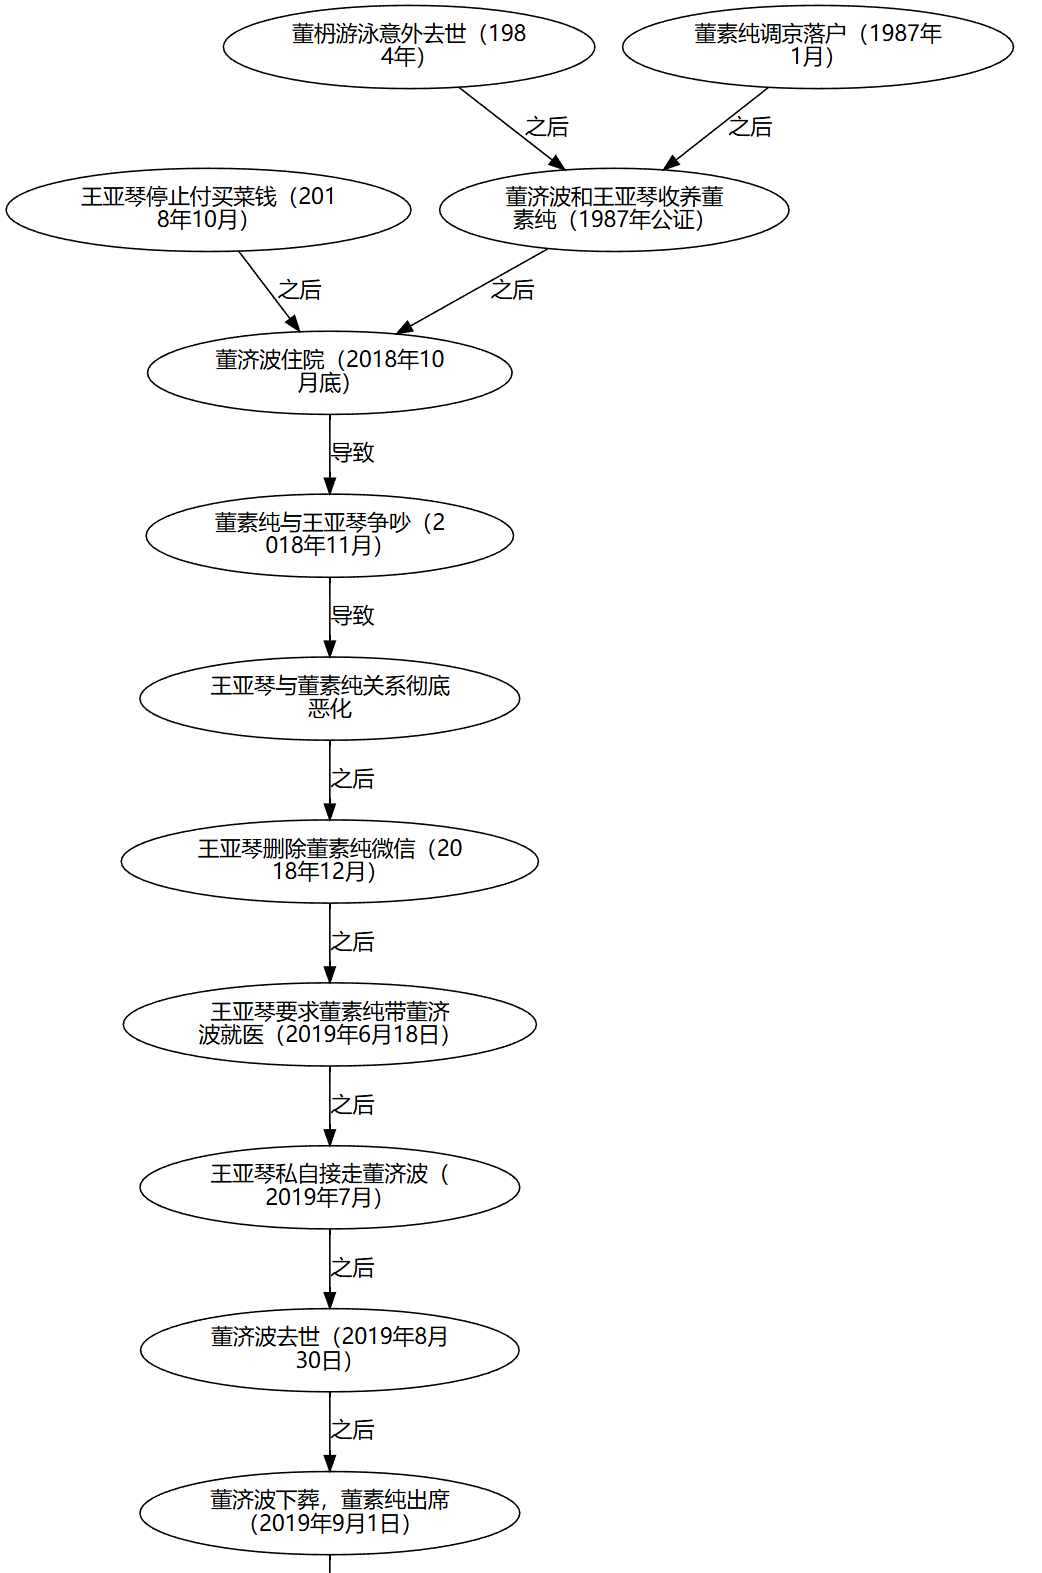 董枬游泳意外去世（198
4年）
董素纯调京落户（1987年
1月）
之后
之后
王亚琴停止付买菜钱（201
8年10月）
董济波和王亚琴收养董
素纯（1987年公证）
之后
之后
董济波住院（2018年10
月底）
导致
董素纯与王亚琴争吵（2
018年11月）
导致
王亚琴与董素纯关系彻底
恶化
之后
王亚琴删除董素纯微信（20
18年12月）
之后
王亚琴要求董素纯带董济
波就医（2019年6月18日）
之后
王亚琴私自接走董济波（
2019年7月）
之后
董济波去世（2019年8月
30日）
之后
董济波下葬，董素纯出席
（2019年9月1日）